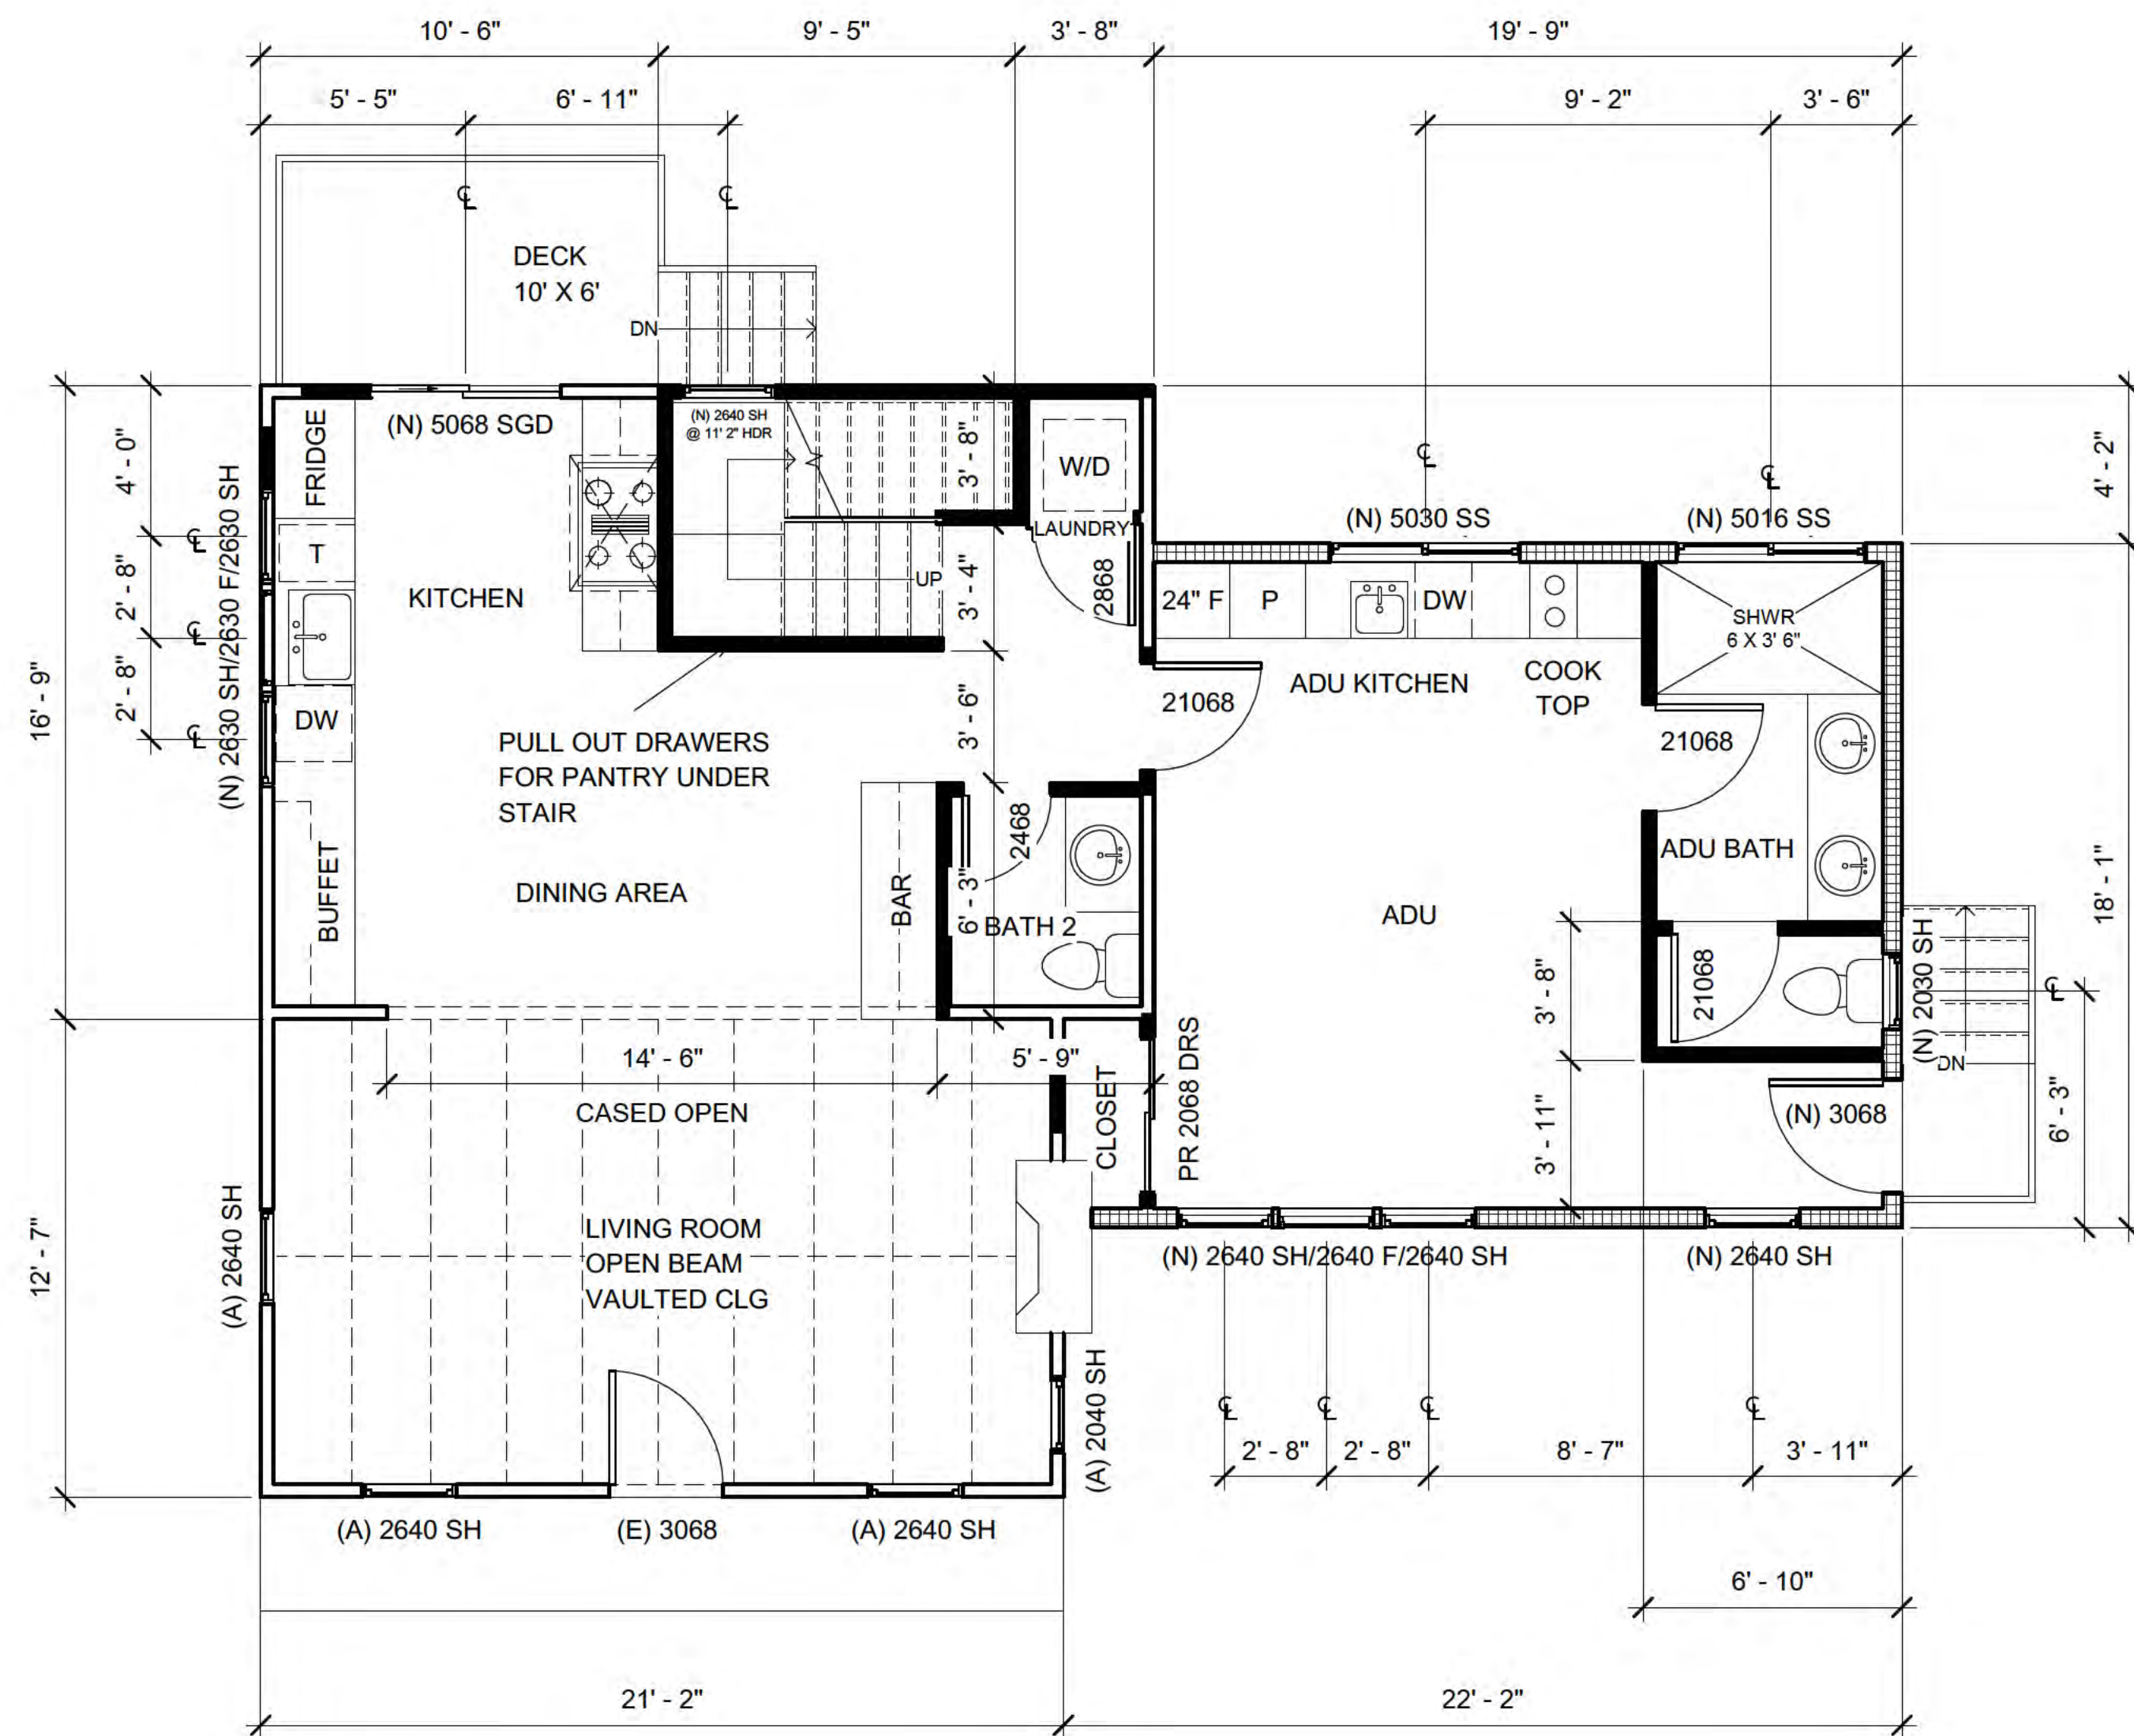 10' - 6"
9' - 5"
3' - 8"
19' - 9"
5' - 5"
6' - 11"
9' - 2"
3' - 6"
DECK
10' X 6'
DN
FRIDGE
(N) 5068 SGD
(N) 2640 SH
@ 11' 2" HDR
3' - 8"
W/D
LAUNDRY
2868
(N) 5030 SS
(N) 5016 SS
4' - 2"
4' - 0"
2' - 8"
2' - 8"
16' - 9"
(N) 2630 SH/2630 F/2630 SH
T
KITCHEN
UP
3' - 4"
24" F
P
DW
SHWR
6 X 3' 6"
DW
3' - 6"
21068
ADU KITCHEN
COOK
TOP
21068
PULL OUT DRAWERS
FOR PANTRY UNDER
STAIR
2468
BUFFET
DINING AREA
BAR
6' - 3"
BATH 2
ADU
ADU BATH
18' - 1"
(N) 2030 SH
3' - 8"
21068
DN
14' - 6"
5' - 9"
CASED OPEN
CLOSET
PR 2068 DRS
3' - 11"
(N) 3068
6' - 3"
12' - 7"
(A) 2640 SH
LIVING ROOM
OPEN BEAM
VAULTED CLG
(N) 2640 SH/2640 F/2640 SH
(N) 2640 SH
(A) 2040 SH
2' - 8"
2' - 8"
8' - 7"
3' - 11"
(A) 2640 SH
(E) 3068
(A) 2640 SH
6' - 10"
21' - 2"
22' - 2"